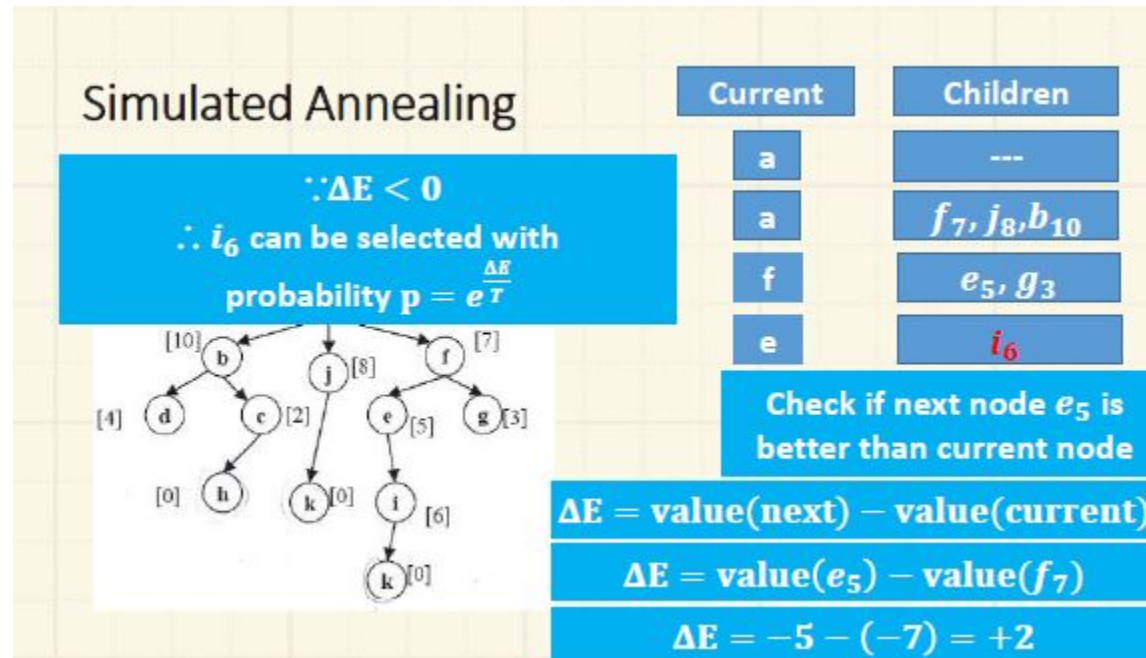 Simulated Annealing
∵ΔE < 0
∴ i₆ can be selected with
probability p = e^(ΔE/T)
Current Children
a ---
a f₇, j₈,b₁₀
f e₅, g₃
e i₆
[10] b j [8] f [7]
[4] d c [2] e [5] g [3]
[0] h k [0] i [6]
k [0]
Check if next node e₅ is
better than current node
ΔE = value(next) − value(current)
ΔE = value(e₅) − value(f₇)
ΔE = −5 − (−7) = +2